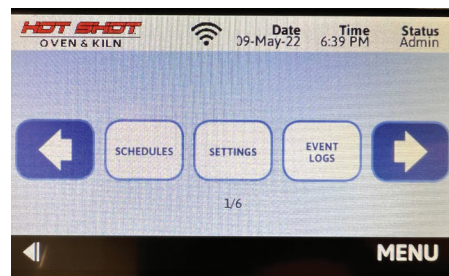 HOT SHOT
OVEN & KILN
Date Time Status
09-May-22 6:39 PM Admin
SCHEDULES SETTINGS EVENT
LOGS
1/6
MENU